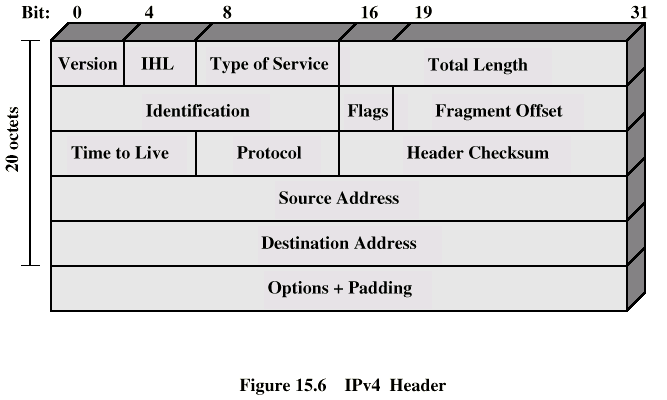 Bit: 0 4 8 16 19 31
Version IHL Type of Service Total Length
Identification Flags Fragment Offset
Time to Live Protocol Header Checksum
Source Address
Destination Address
Options + Padding
20 octets
Figure 15.6 IPv4 Header